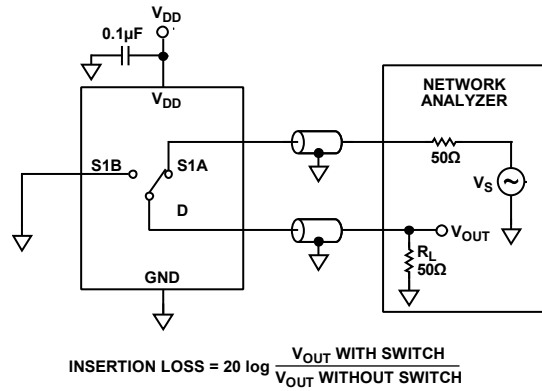 VDD
0.1µF
VDD
NETWORK
ANALYZER
S1B
S1A
50Ω
VS
D
VOUT
RL
50Ω
GND
INSERTION LOSS = 20 log VOUT WITH SWITCH
VOUT WITHOUT SWITCH